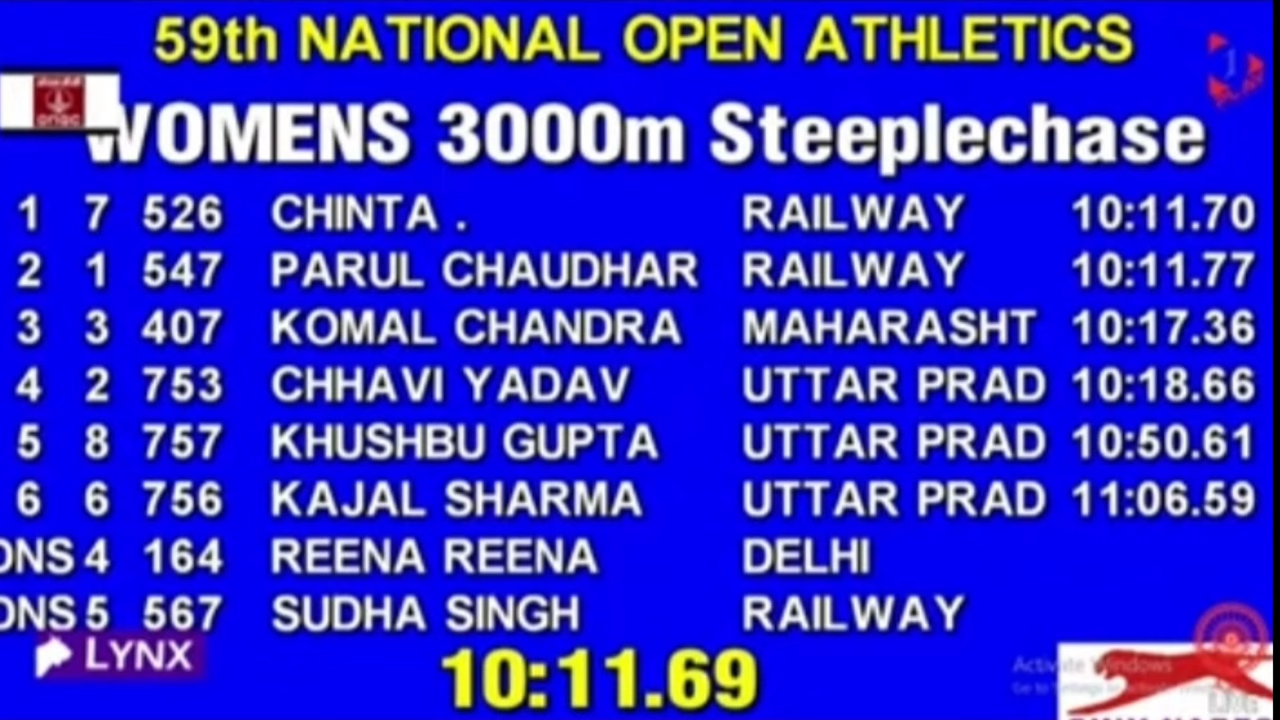 59th NATIONAL OPEN ATHLETICS
WOMENS 3000m Steeplechase
1 7 526 CHINTA . RAILWAY 10:11.70
2 1 547 PARUL CHAUDHAR RAILWAY 10:11.77
3 3 407 KOMAL CHANDRA MAHARASHT 10:17.36
4 2 753 CHHAVI YADAV UTTAR PRAD 10:18.66
5 8 757 KHUSHBU GUPTA UTTAR PRAD 10:50.61
6 6 756 KAJAL SHARMA UTTAR PRAD 11:06.59
DNS 4 164 REENA REENA DELHI
DNS 5 567 SUDHA SINGH RAILWAY
LYNX
10:11.69
Activate Windows